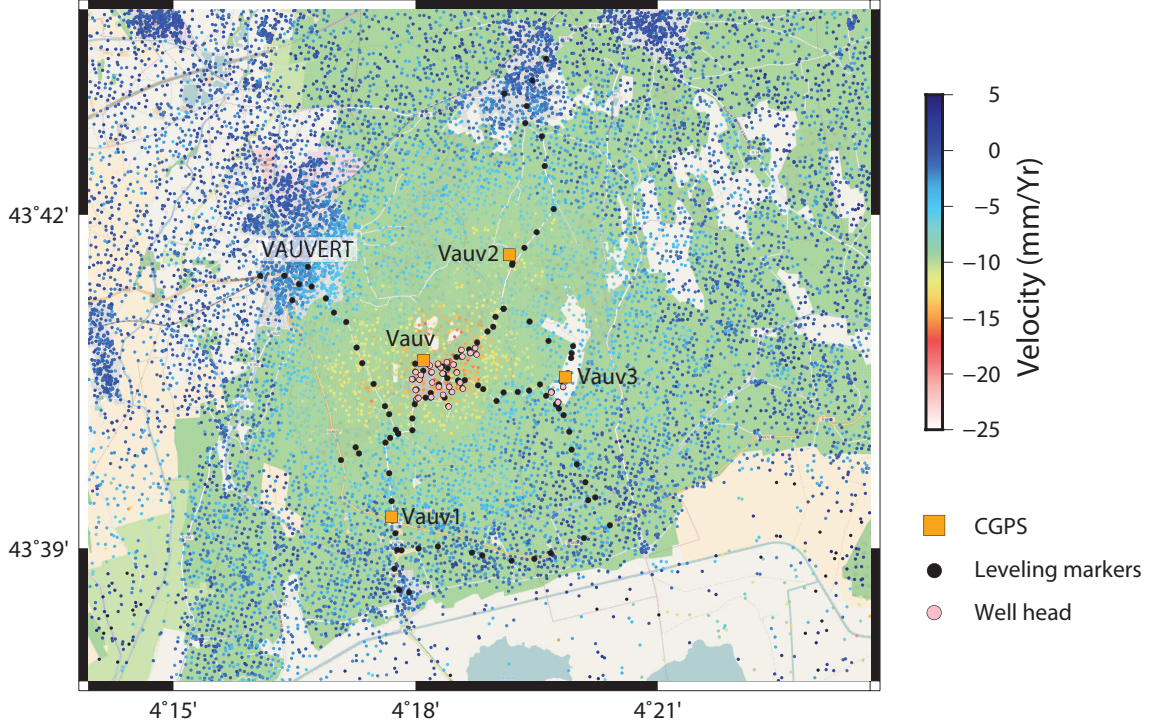 43°42'
43°39'
4°15'
4°18'
4°21'
VAUVERT
Vauv2
Vauv
Vauv3
Vauv1
5
0
−5
−10
−15
−20
−25
Velocity (mm/Yr)
CGPS
Leveling markers
Well head